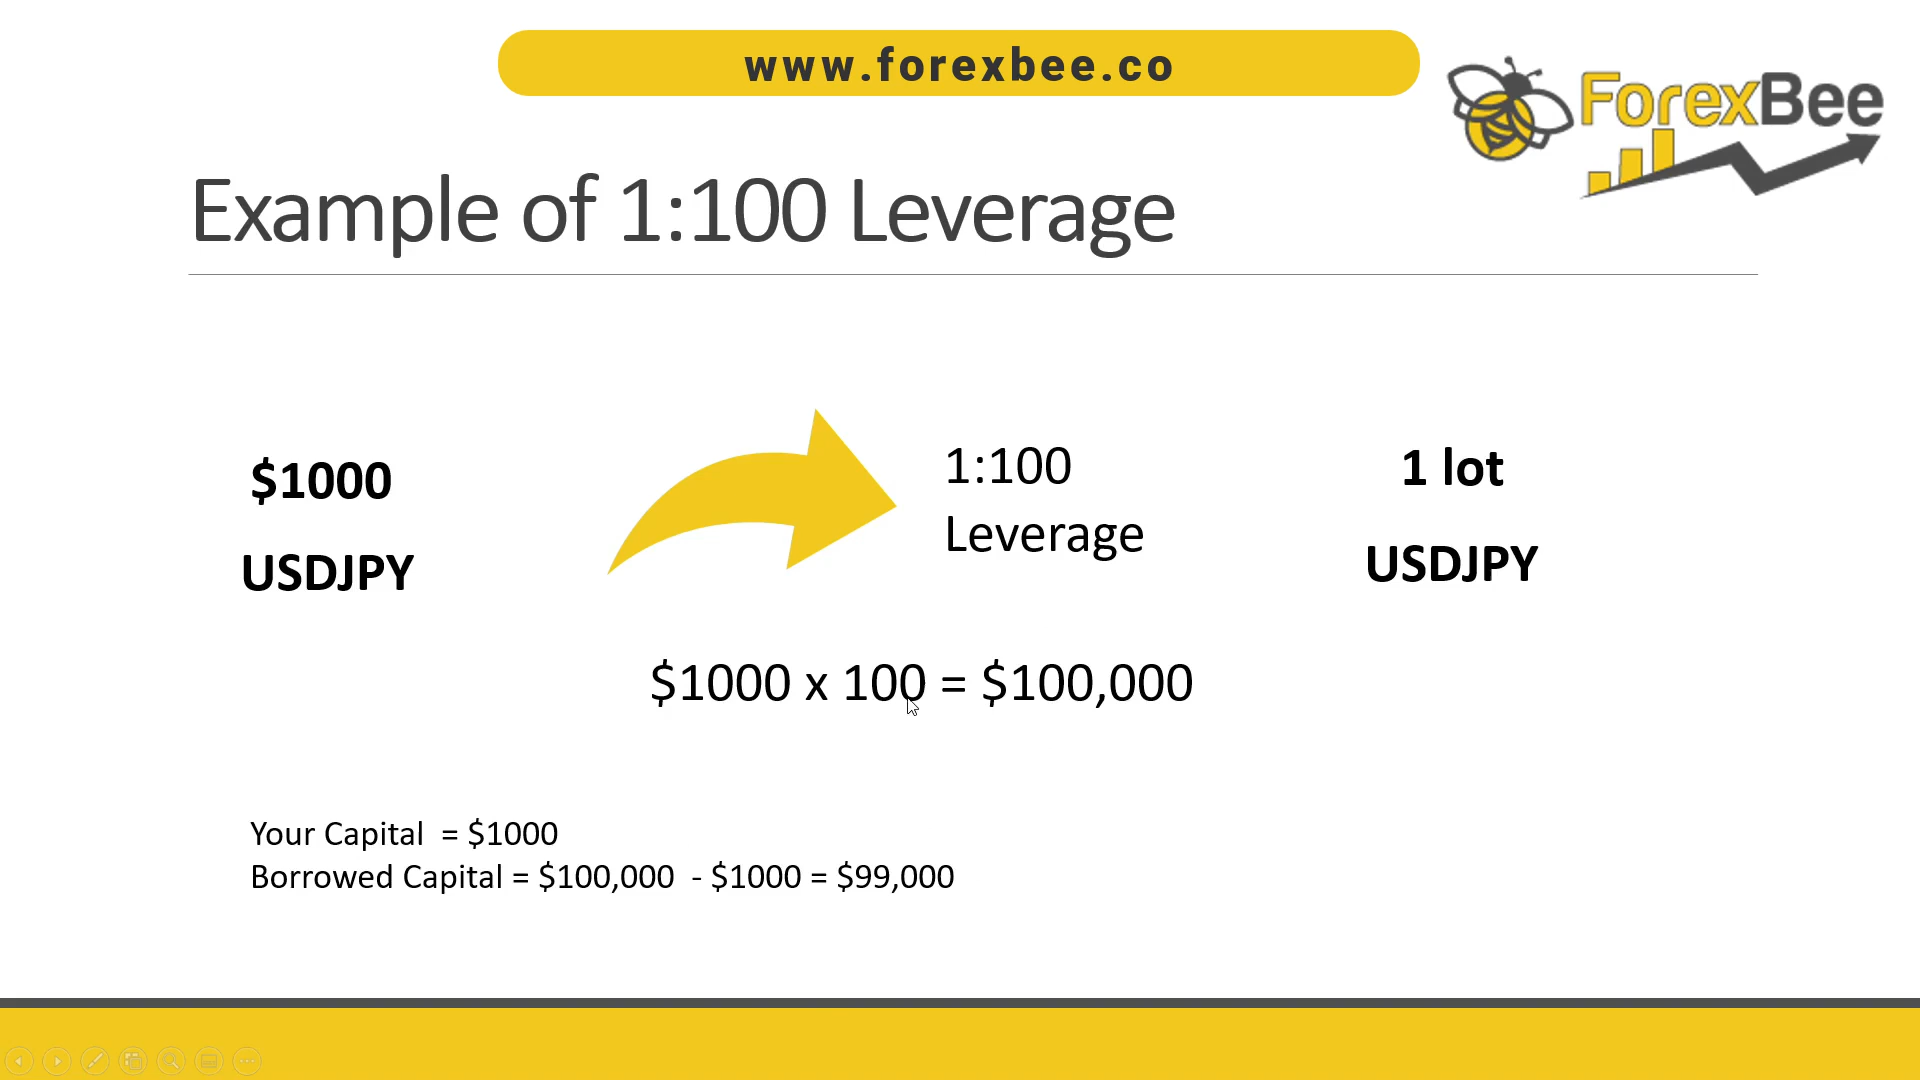 www.forexbee.co
ForexBee
Example of 1:100 Leverage
$1000
USDJPY
1:100
Leverage
1 lot
USDJPY
$1000 x 100 = $100,000
Your Capital  = $1000
Borrowed Capital = $100,000  - $1000 = $99,000